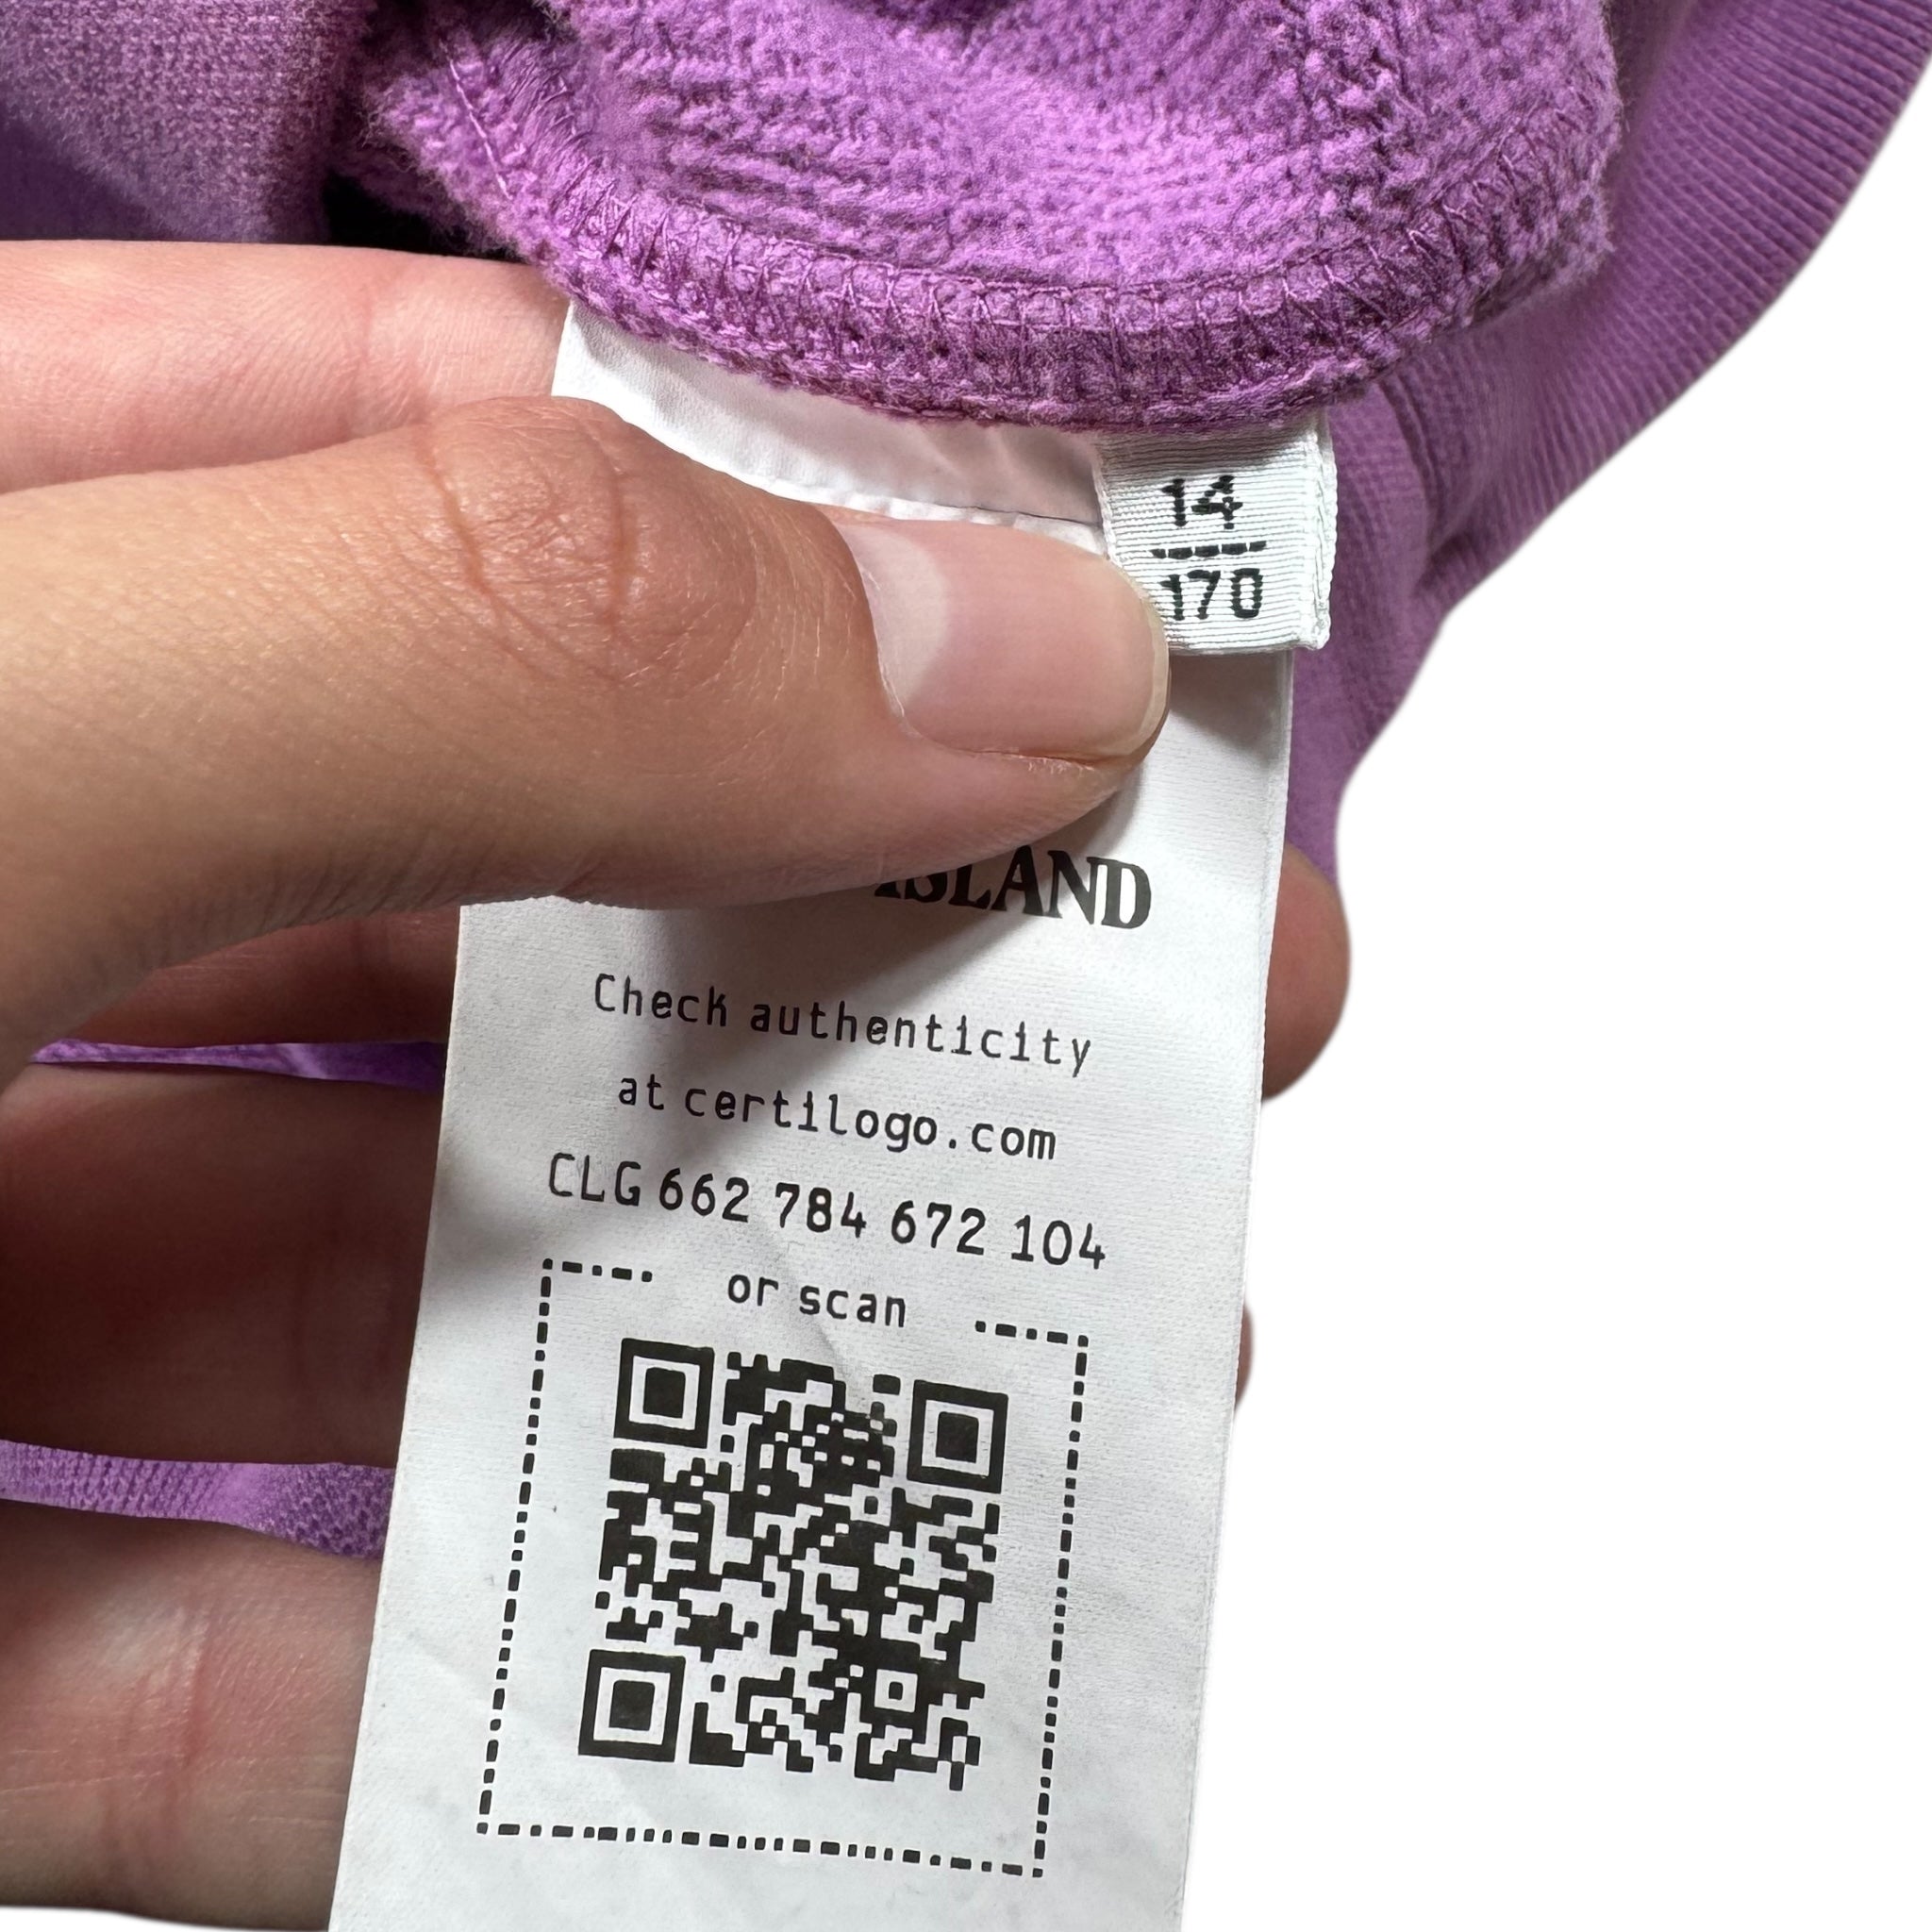 14
170
ISLAND
Check authenticity
at certilogo.com
CLG 662 784 672 104
or scan